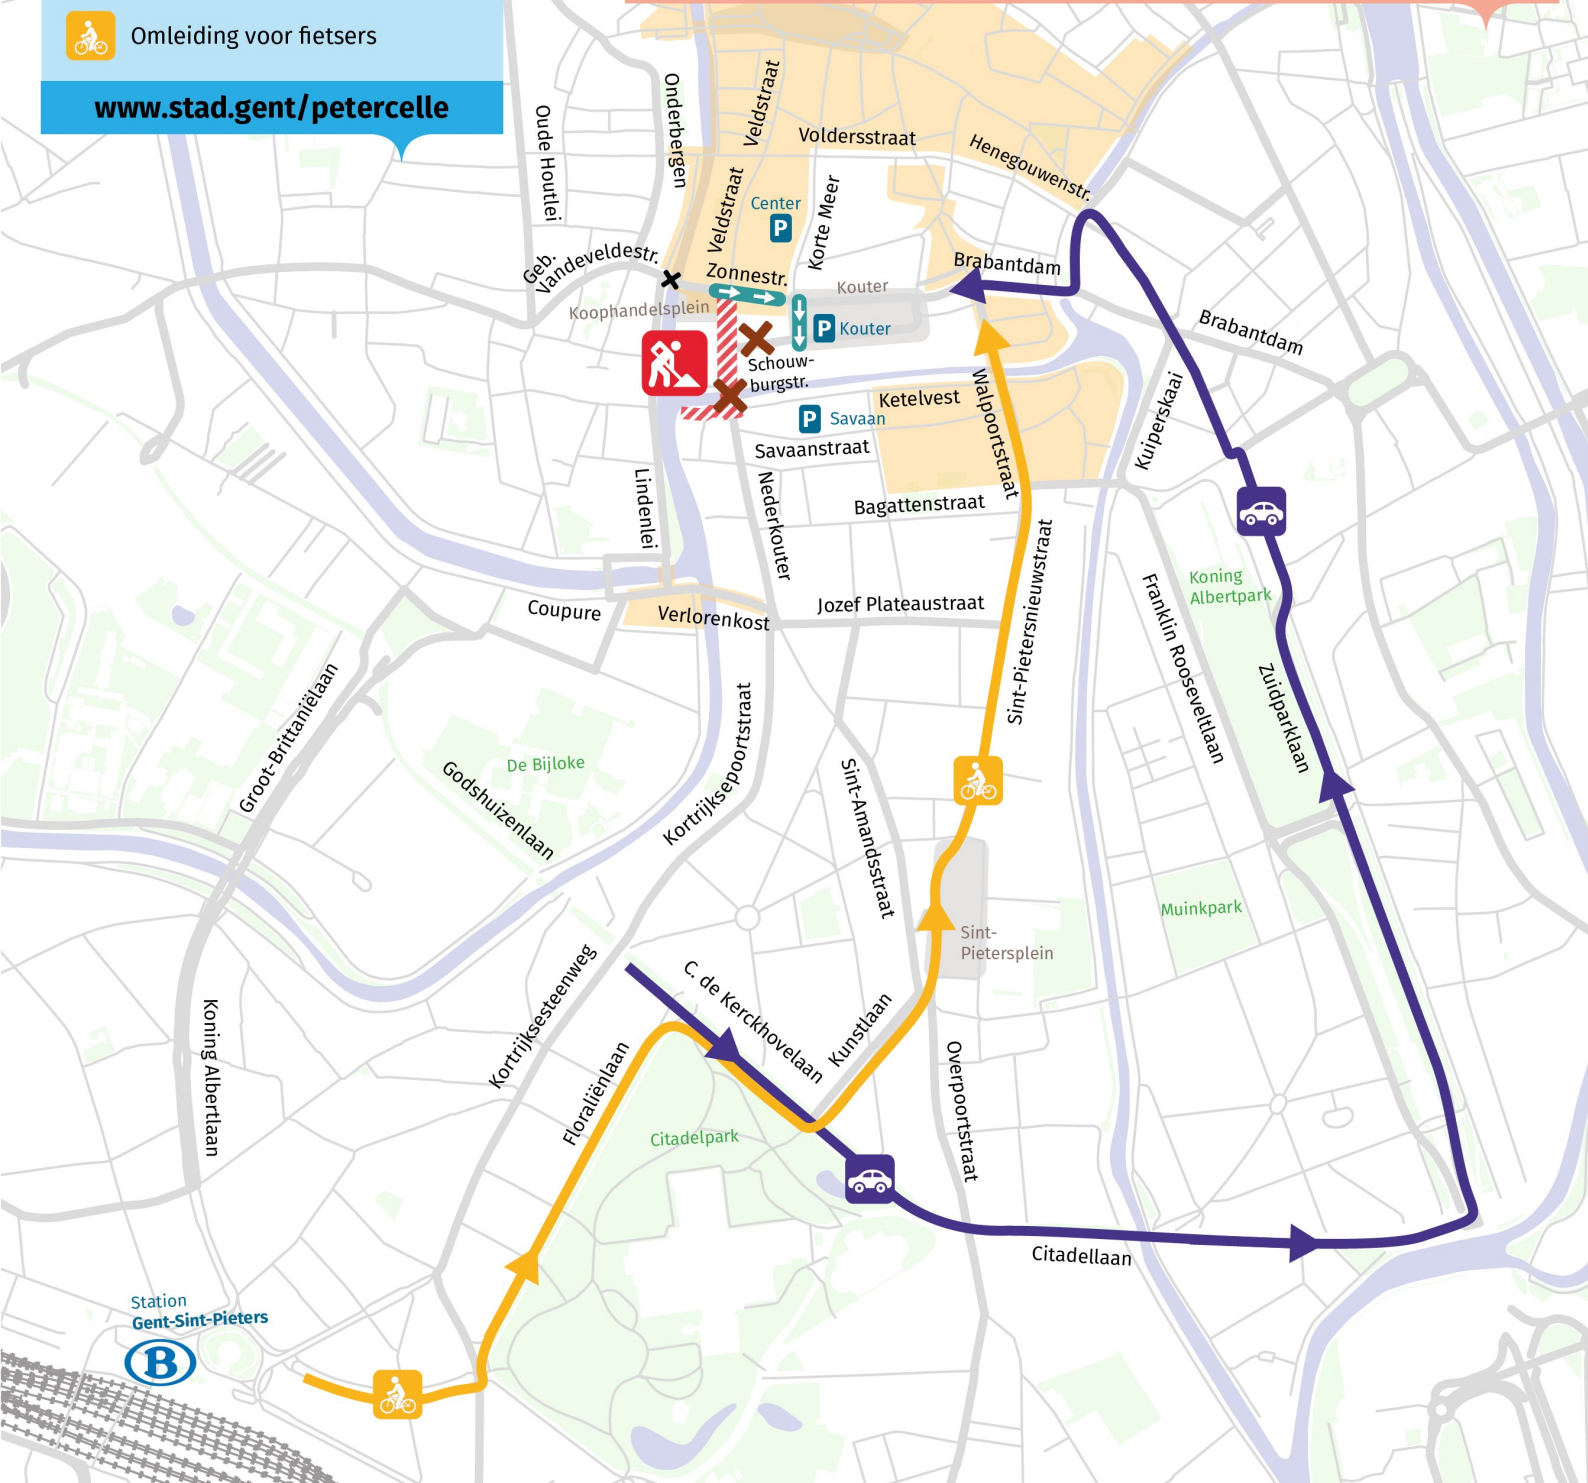 Omleiding voor fietsers
www.stad.gent/petercelle
Oude Houtlei
Onderbergen
Veldstraat
Voldersstraat
Henegouwenstr.
Veldstraat
Center
P
Korte Meer
Geb.
Vandeveldestr.
Zonnestr.
Brabantdam
Kouter
Koophandelsplein
P Kouter
Brabantdam
Schouw-
burgstr.
Walpoortstraat
Kuiperskaai
Ketelvest
P Savaan
Savaanstraat
Lindenlei
Nederkouter
Bagattenstraat
Sint-Pietersnieuwstraat
Koning
Albertpark
Franklin Rooseveltlaan
Coupure
Verlorenkost
Jozef Plateaustraat
Zuidparklaan
Groot-Brittaniëlaan
De Bijloke
Godshuizenlaan
Kortrijksepoortstraat
Sint-Amandsstraat
Muinkpark
Sint-
Pietersplein
Kortrijksesteenweg
C. de Kerckhovelaan
Kunstlaan
Koning Albertlaan
Floraliënlaan
Overpoortstraat
Citadelpark
Citadellaan
Station
Gent-Sint-Pieters
B